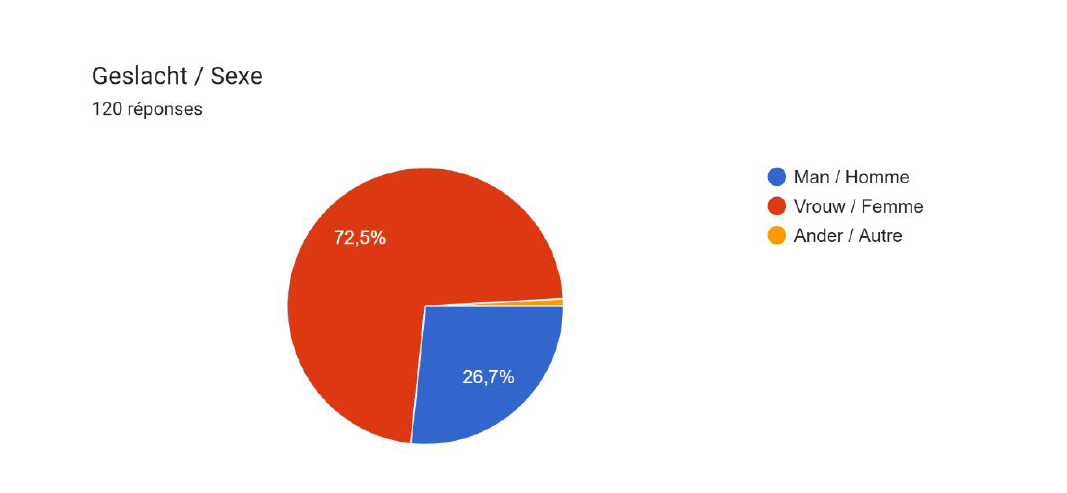 Geslacht / Sexe
120 réponses
72,5%
26,7%
Man / Homme
Vrouw / Femme
Ander / Autre